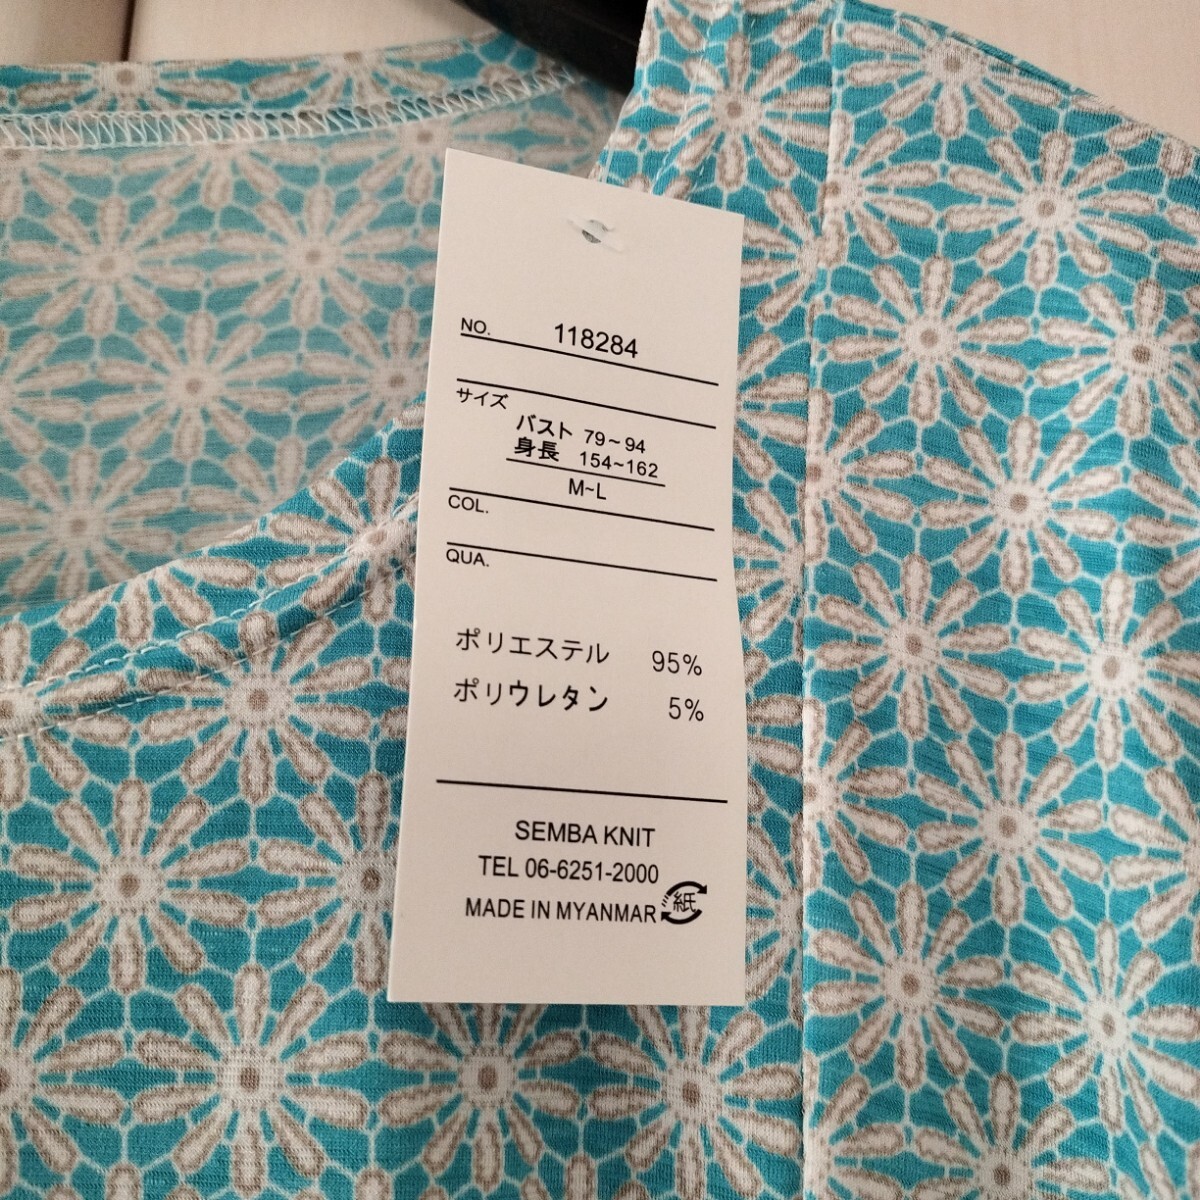 NO. 118284
サイズ
バスト 79～94
身長 154~162
M~L
COL.
QUA.
ポリエステル 95%
ポリウレタン 5%
SEMBA KNIT
TEL 06-6251-2000
MADE IN MYANMAR 紙